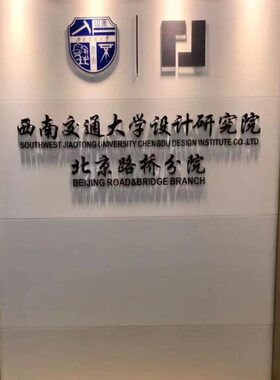 西南交通大学设计研究院
SOUTHWEST JIAOTONG UNIVERSITY CHENGDU DESIGN INSTITUTE CO.,LTD
北京路桥分院
BEIJING ROAD&BRIDGE BRANCH